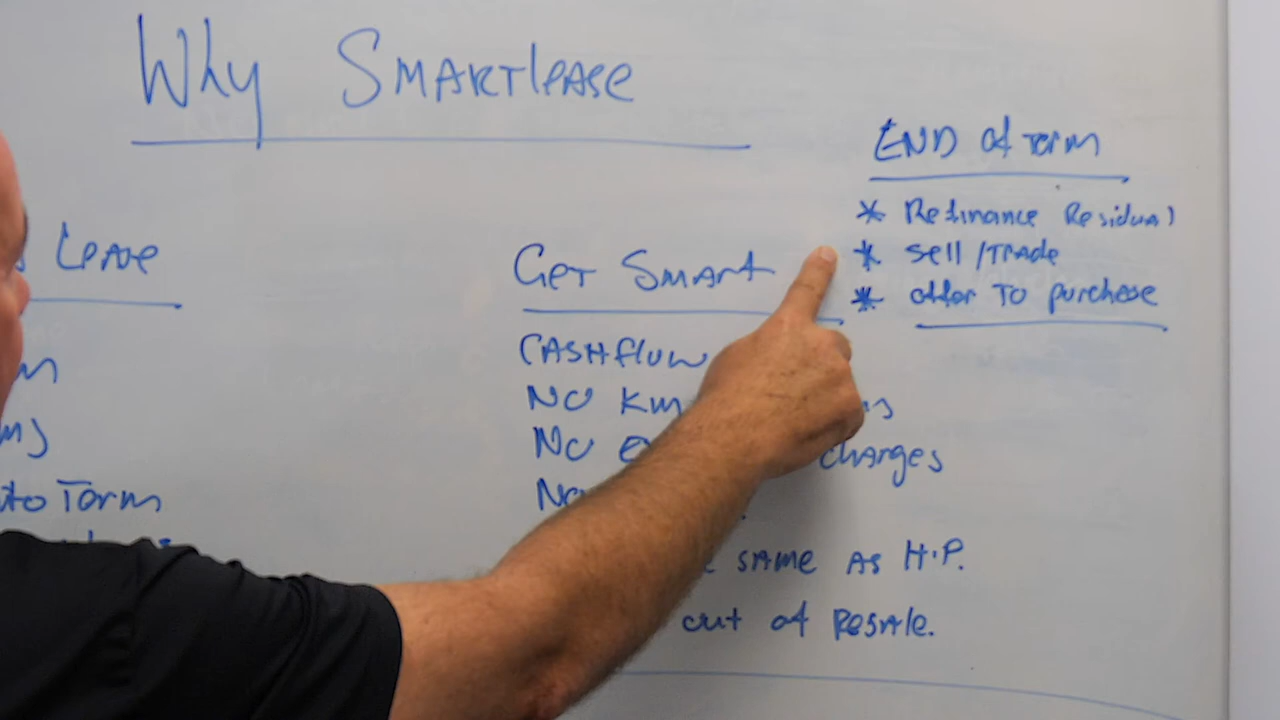 Why Smartlease
END of Term
* Refinance Residual
* Sell / Trade
* offer To purchase
Lease
Get Smart
CASHflow
NO Km
NO
charges
No
to Term
same as H.P.
out of Resale.